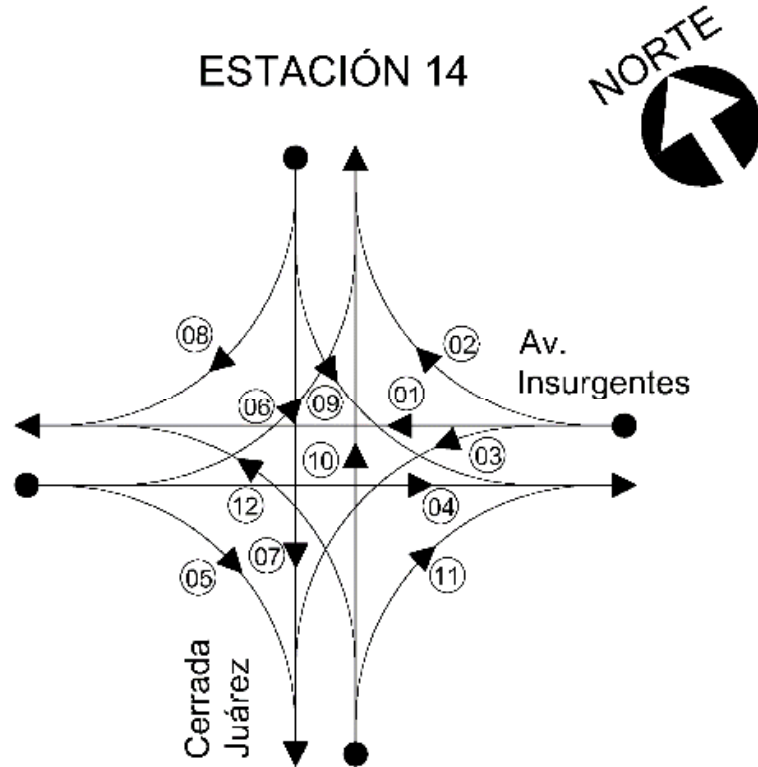 ESTACIÓN 14
NORTE
08
02
Av.
Insurgentes
06
09
01
03
10
12
04
05
07
11
Cerrada
Juárez